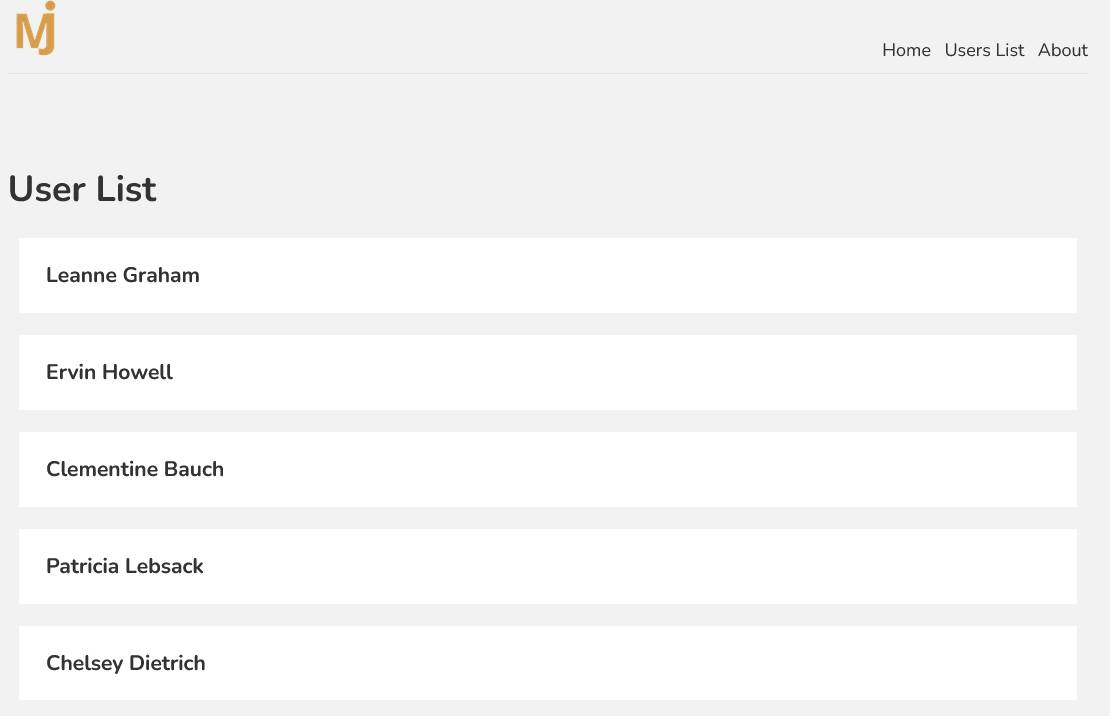 Mj
Home Users List About
User List
Leanne Graham
Ervin Howell
Clementine Bauch
Patricia Lebsack
Chelsey Dietrich